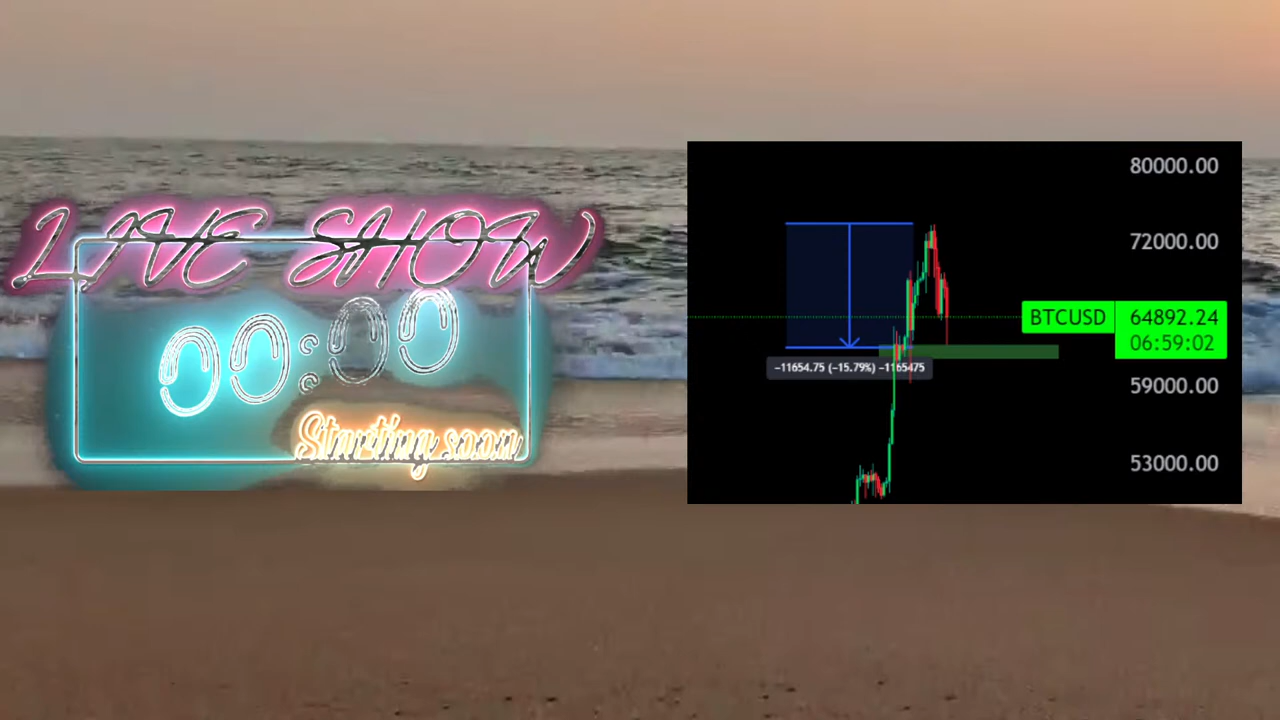 LIVE SHOW
00:00
Starting soon
80000.00
72000.00
BTCUSD 64892.24
06:59:02
−11654.75 (−15.79%) −1165475
59000.00
53000.00